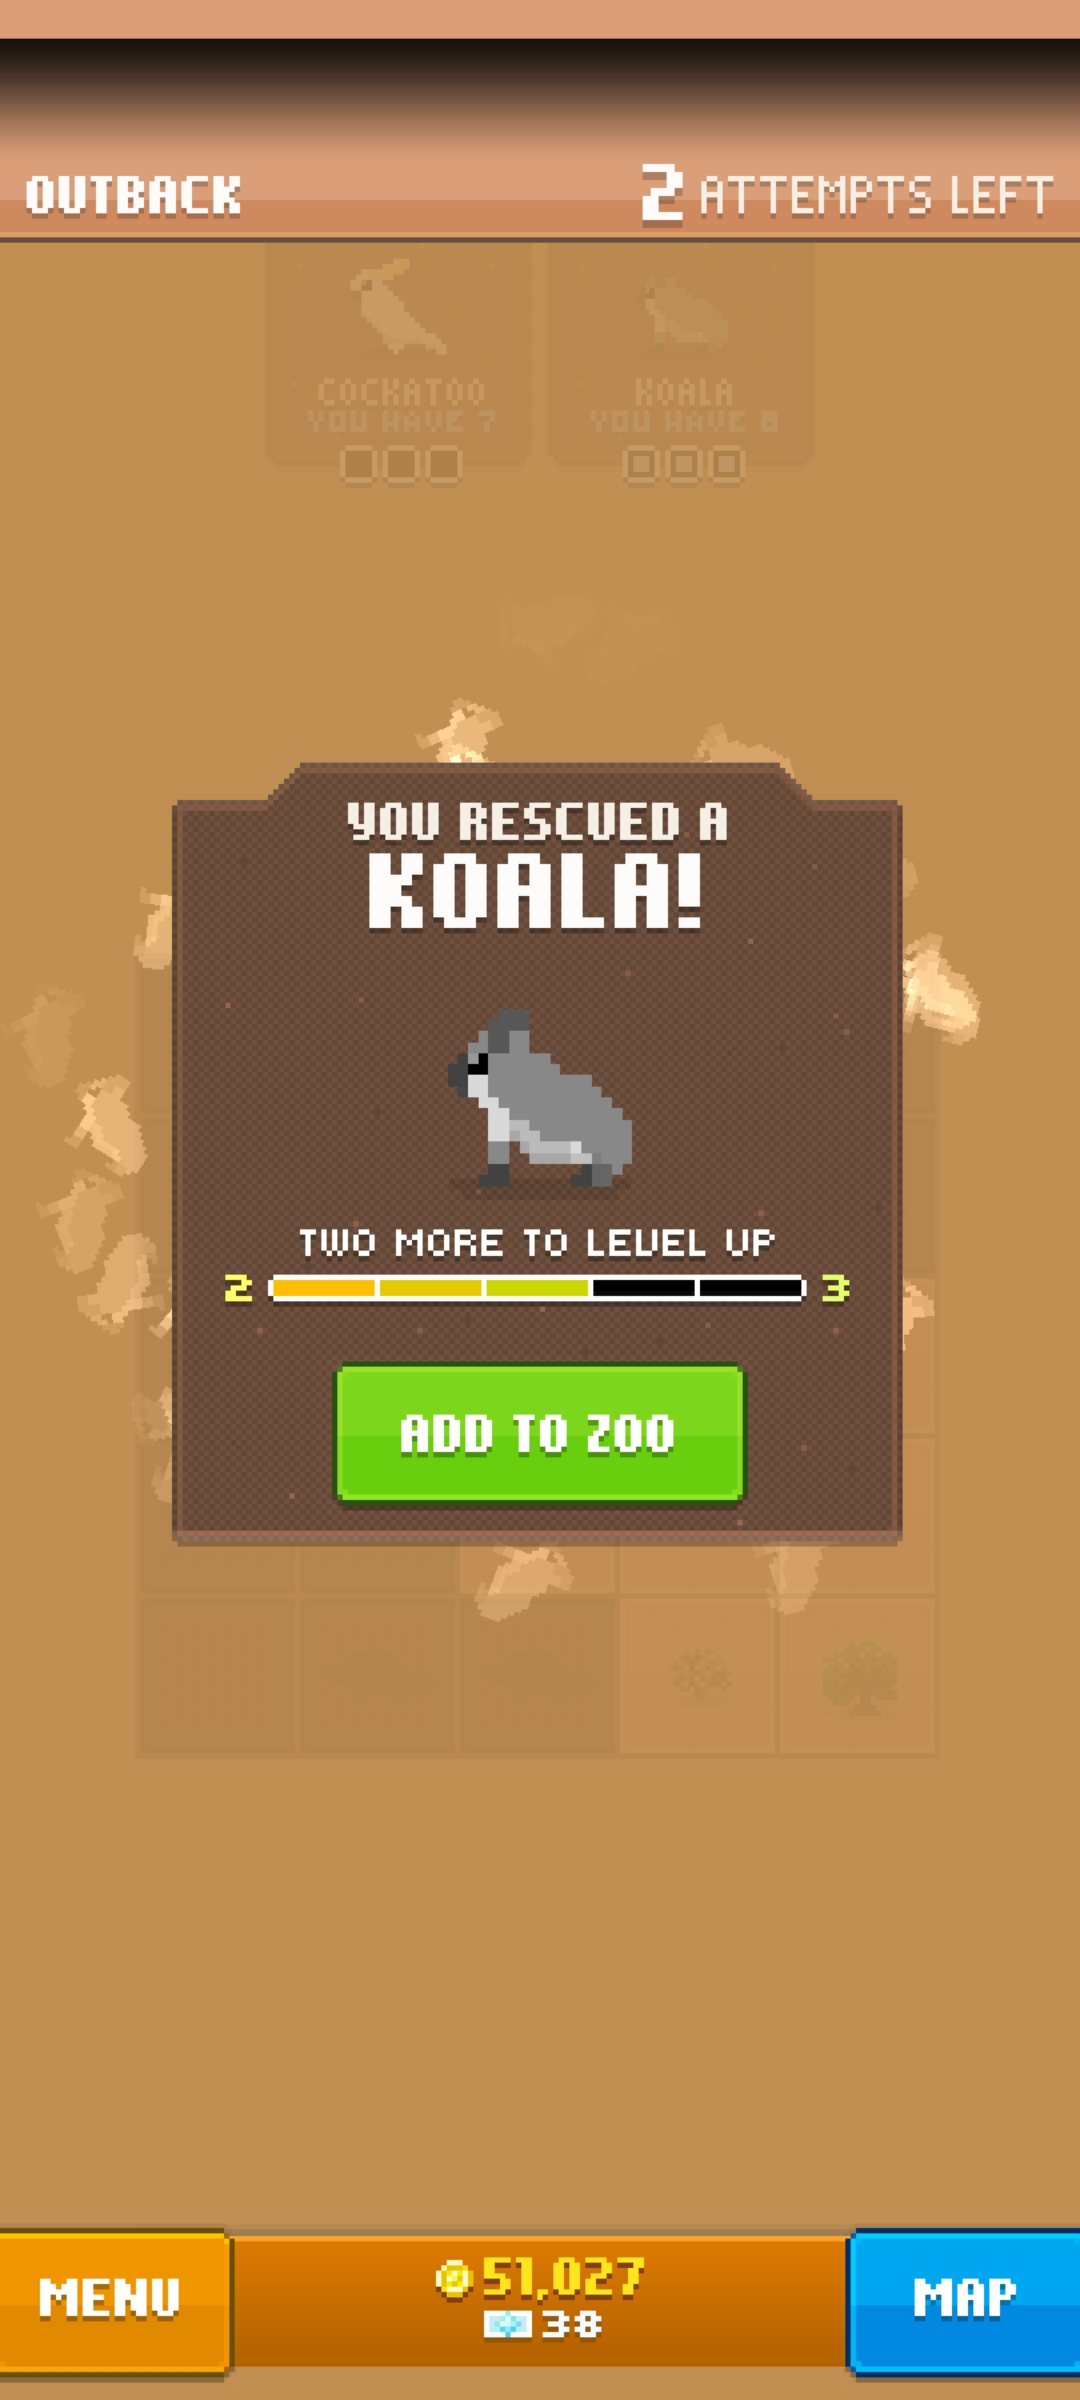 OUTBACK
2 ATTEMPTS LEFT
COCKATOO
YOU HAVE 7
KOALA
YOU HAVE 8
YOU RESCUED A
KOALA!
TWO MORE TO LEVEL UP
2 3
ADD TO ZOO
MENU
51,027
38
MAP